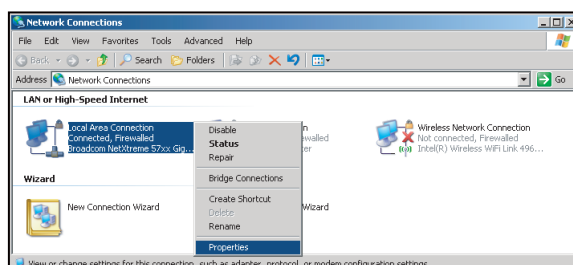 Network Connections
File Edit View Favorites Tools Advanced Help
Back Search Folders
Address Network Connections Go
LAN or High-Speed Internet
Local Area Connection
Connected, Firewalled
Broadcom NetXtreme 57xx Gig...
Wireless Network Connection
Not connected, Firewalled
Intel(R) Wireless WiFi Link 496...
Disable
Status
Repair
Bridge Connections
Create Shortcut
Delete
Rename
Properties
Wizard
New Connection Wizard
Wizard
View or change settings for this connection, such as adapter, protocol, or modem configuration settings.